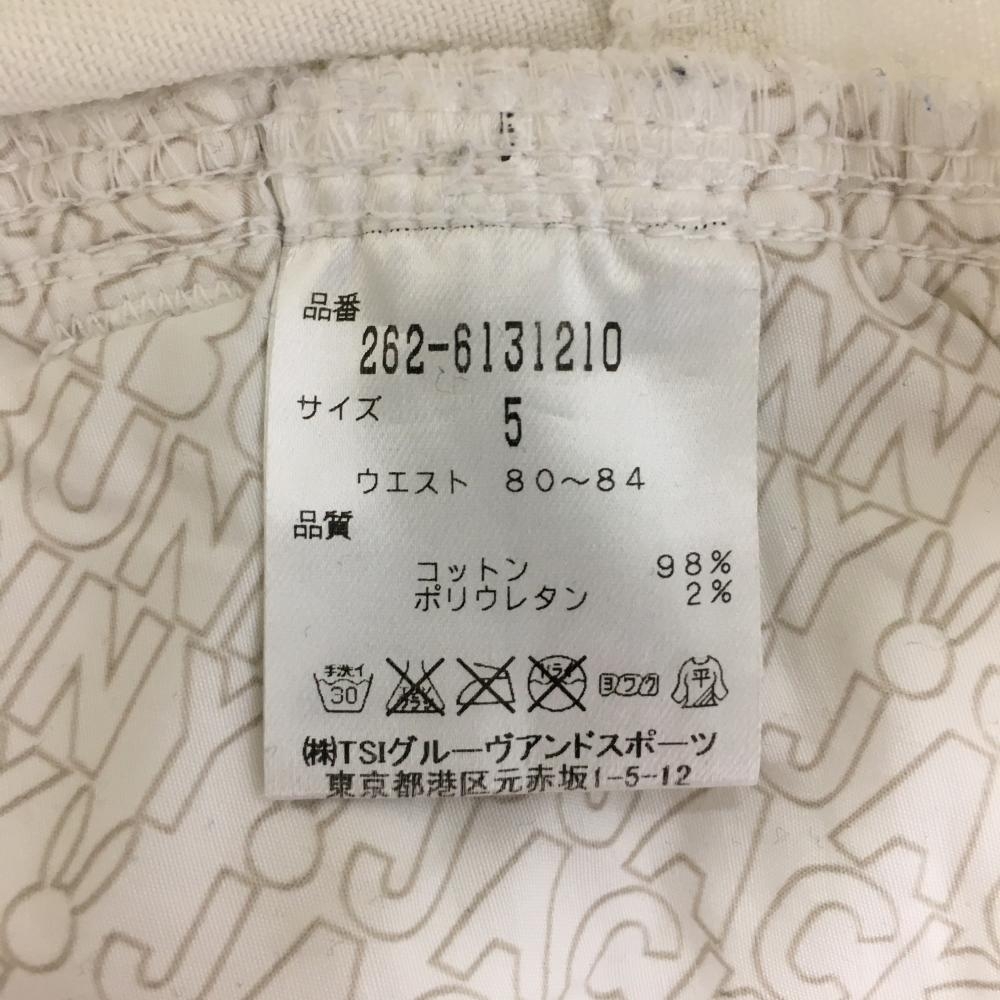 品番
262-6131210
サイズ 5
ウエスト 80～84
品質
コットン 98%
ポリウレタン 2%
手洗イ 30 ヨワク 平
㈱TSIグルーヴアンドスポーツ
東京都港区元赤坂1-5-12
JACK BUNNY